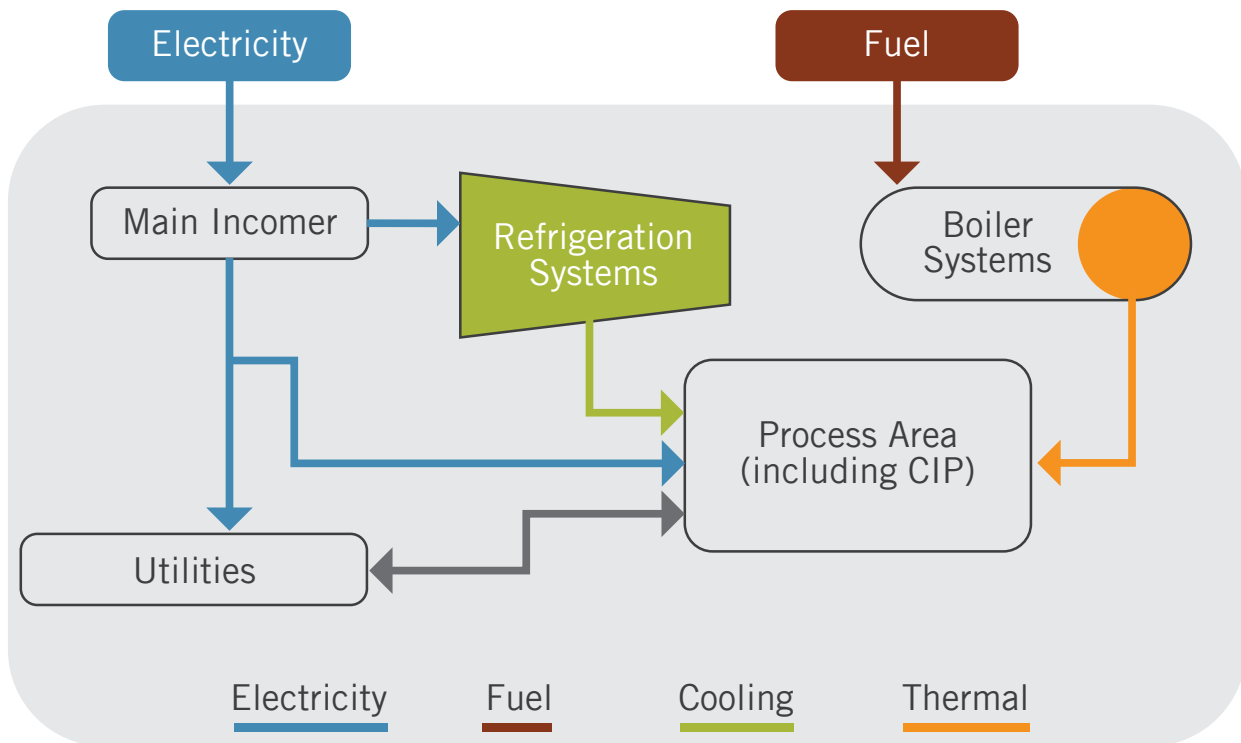 Electricity
Fuel
Main Incomer
Refrigeration
Systems
Boiler
Systems
Process Area
(including CIP)
Utilities
Electricity
Fuel
Cooling
Thermal